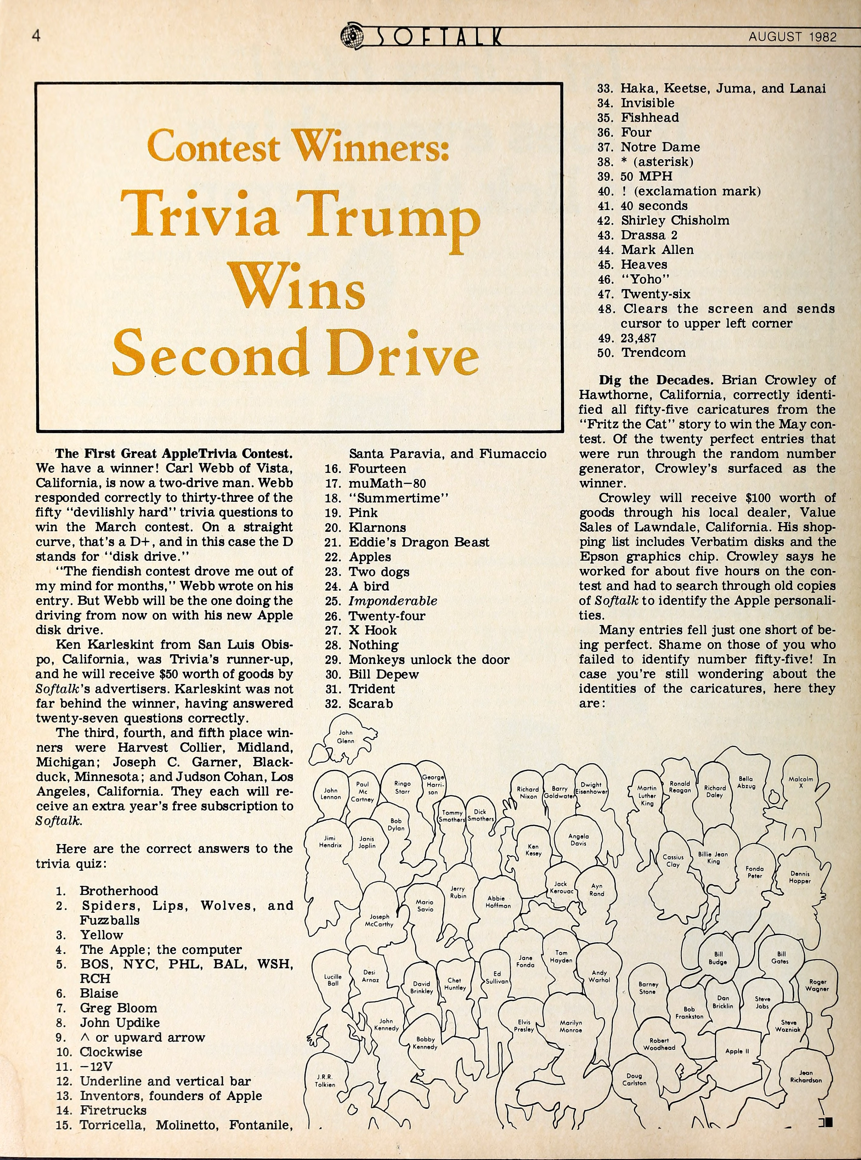 4
SOFTALK
AUGUST 1982
Contest Winners:
Trivia Trump
Wins
Second Drive
The First Great AppleTrivia Contest.
We have a winner! Carl Webb of Vista,
California, is now a two-drive man. Webb
responded correctly to thirty-three of the
fifty “devilishly hard” trivia questions to
win the March contest. On a straight
curve, that's a D+, and in this case the D
stands for “disk drive.”
“The fiendish contest drove me out of
my mind for months,” Webb wrote on his
entry. But Webb will be the one doing the
driving from now on with his new Apple
disk drive.
Ken Karleskint from San Luis Obis-
po, California, was Trivia's runner-up,
and he will receive $50 worth of goods by
Softalk's advertisers. Karleskint was not
far behind the winner, having answered
twenty-seven questions correctly.
The third, fourth, and fifth place win-
ners were Harvest Collier, Midland,
Michigan; Joseph C. Garner, Black-
duck, Minnesota; and Judson Cohan, Los
Angeles, California. They each will re-
ceive an extra year's free subscription to
Softalk.
Here are the correct answers to the
trivia quiz:
1. Brotherhood
2. Spiders, Lips, Wolves, and
Fuzzballs
3. Yellow
4. The Apple; the computer
5. BOS, NYC, PHL, BAL, WSH,
RCH
6. Blaise
7. Greg Bloom
8. John Updike
9. ∧ or upward arrow
10. Clockwise
11. −12V
12. Underline and vertical bar
13. Inventors, founders of Apple
14. Firetrucks
15. Torricella, Molinetto, Fontanile,
Santa Paravia, and Fiumaccio
16. Fourteen
17. muMath−80
18. “Summertime”
19. Pink
20. Klarnons
21. Eddie's Dragon Beast
22. Apples
23. Two dogs
24. A bird
25. Imponderable
26. Twenty-four
27. X Hook
28. Nothing
29. Monkeys unlock the door
30. Bill Depew
31. Trident
32. Scarab
33. Haka, Keetse, Juma, and Lanai
34. Invisible
35. Fishhead
36. Four
37. Notre Dame
38. * (asterisk)
39. 50 MPH
40. ! (exclamation mark)
41. 40 seconds
42. Shirley Chisholm
43. Drassa 2
44. Mark Allen
45. Heaves
46. “Yoho”
47. Twenty-six
48. Clears the screen and sends
cursor to upper left corner
49. 23,487
50. Trendcom
Dig the Decades. Brian Crowley of
Hawthorne, California, correctly identi-
fied all fifty-five caricatures from the
“Fritz the Cat” story to win the May con-
test. Of the twenty perfect entries that
were run through the random number
generator, Crowley's surfaced as the
winner.
Crowley will receive $100 worth of
goods through his local dealer, Value
Sales of Lawndale, California. His shop-
ping list includes Verbatim disks and the
Epson graphics chip. Crowley says he
worked for about five hours on the con-
test and had to search through old copies
of Softalk to identify the Apple personali-
ties.
Many entries fell just one short of be-
ing perfect. Shame on those of you who
failed to identify number fifty-five! In
case you're still wondering about the
identities of the caricatures, here they
are:
John
Glenn
John
Lennon
Paul
Mc
Cartney
Ringo
Starr
George
Harri-
son
Tommy
Smothers
Dick
Smothers
Bob
Dylan
Richard
Nixon
Barry
Goldwater
Dwight
Eisenhower
Martin
Luther
King
Ronald
Reagan
Richard
Daley
Bella
Abzug
Malcolm
X
Jimi
Hendrix
Janis
Joplin
Ken
Kesey
Angela
Davis
Cassius
Clay
Billie Jean
King
Fonda
Peter
Dennis
Hopper
Joseph
McCarthy
Mario
Savio
Jerry
Rubin
Abbie
Hoffman
Jack
Kerouac
Ayn
Rand
Lucille
Ball
Desi
Arnaz
David
Brinkley
Chet
Huntley
Ed
Sullivan
Jane
Fonda
Tom
Hayden
Andy
Warhol
Barney
Stone
Bill
Budge
Bill
Gates
Roger
Wagner
Bob
Frankston
Dan
Bricklin
Steve
Jobs
Steve
Wozniak
John
Kennedy
Bobby
Kennedy
Elvis
Presley
Marilyn
Monroe
Robert
Woodhead
Apple II
J.R.R.
Tolkien
Doug
Carlston
Jean
Richardson